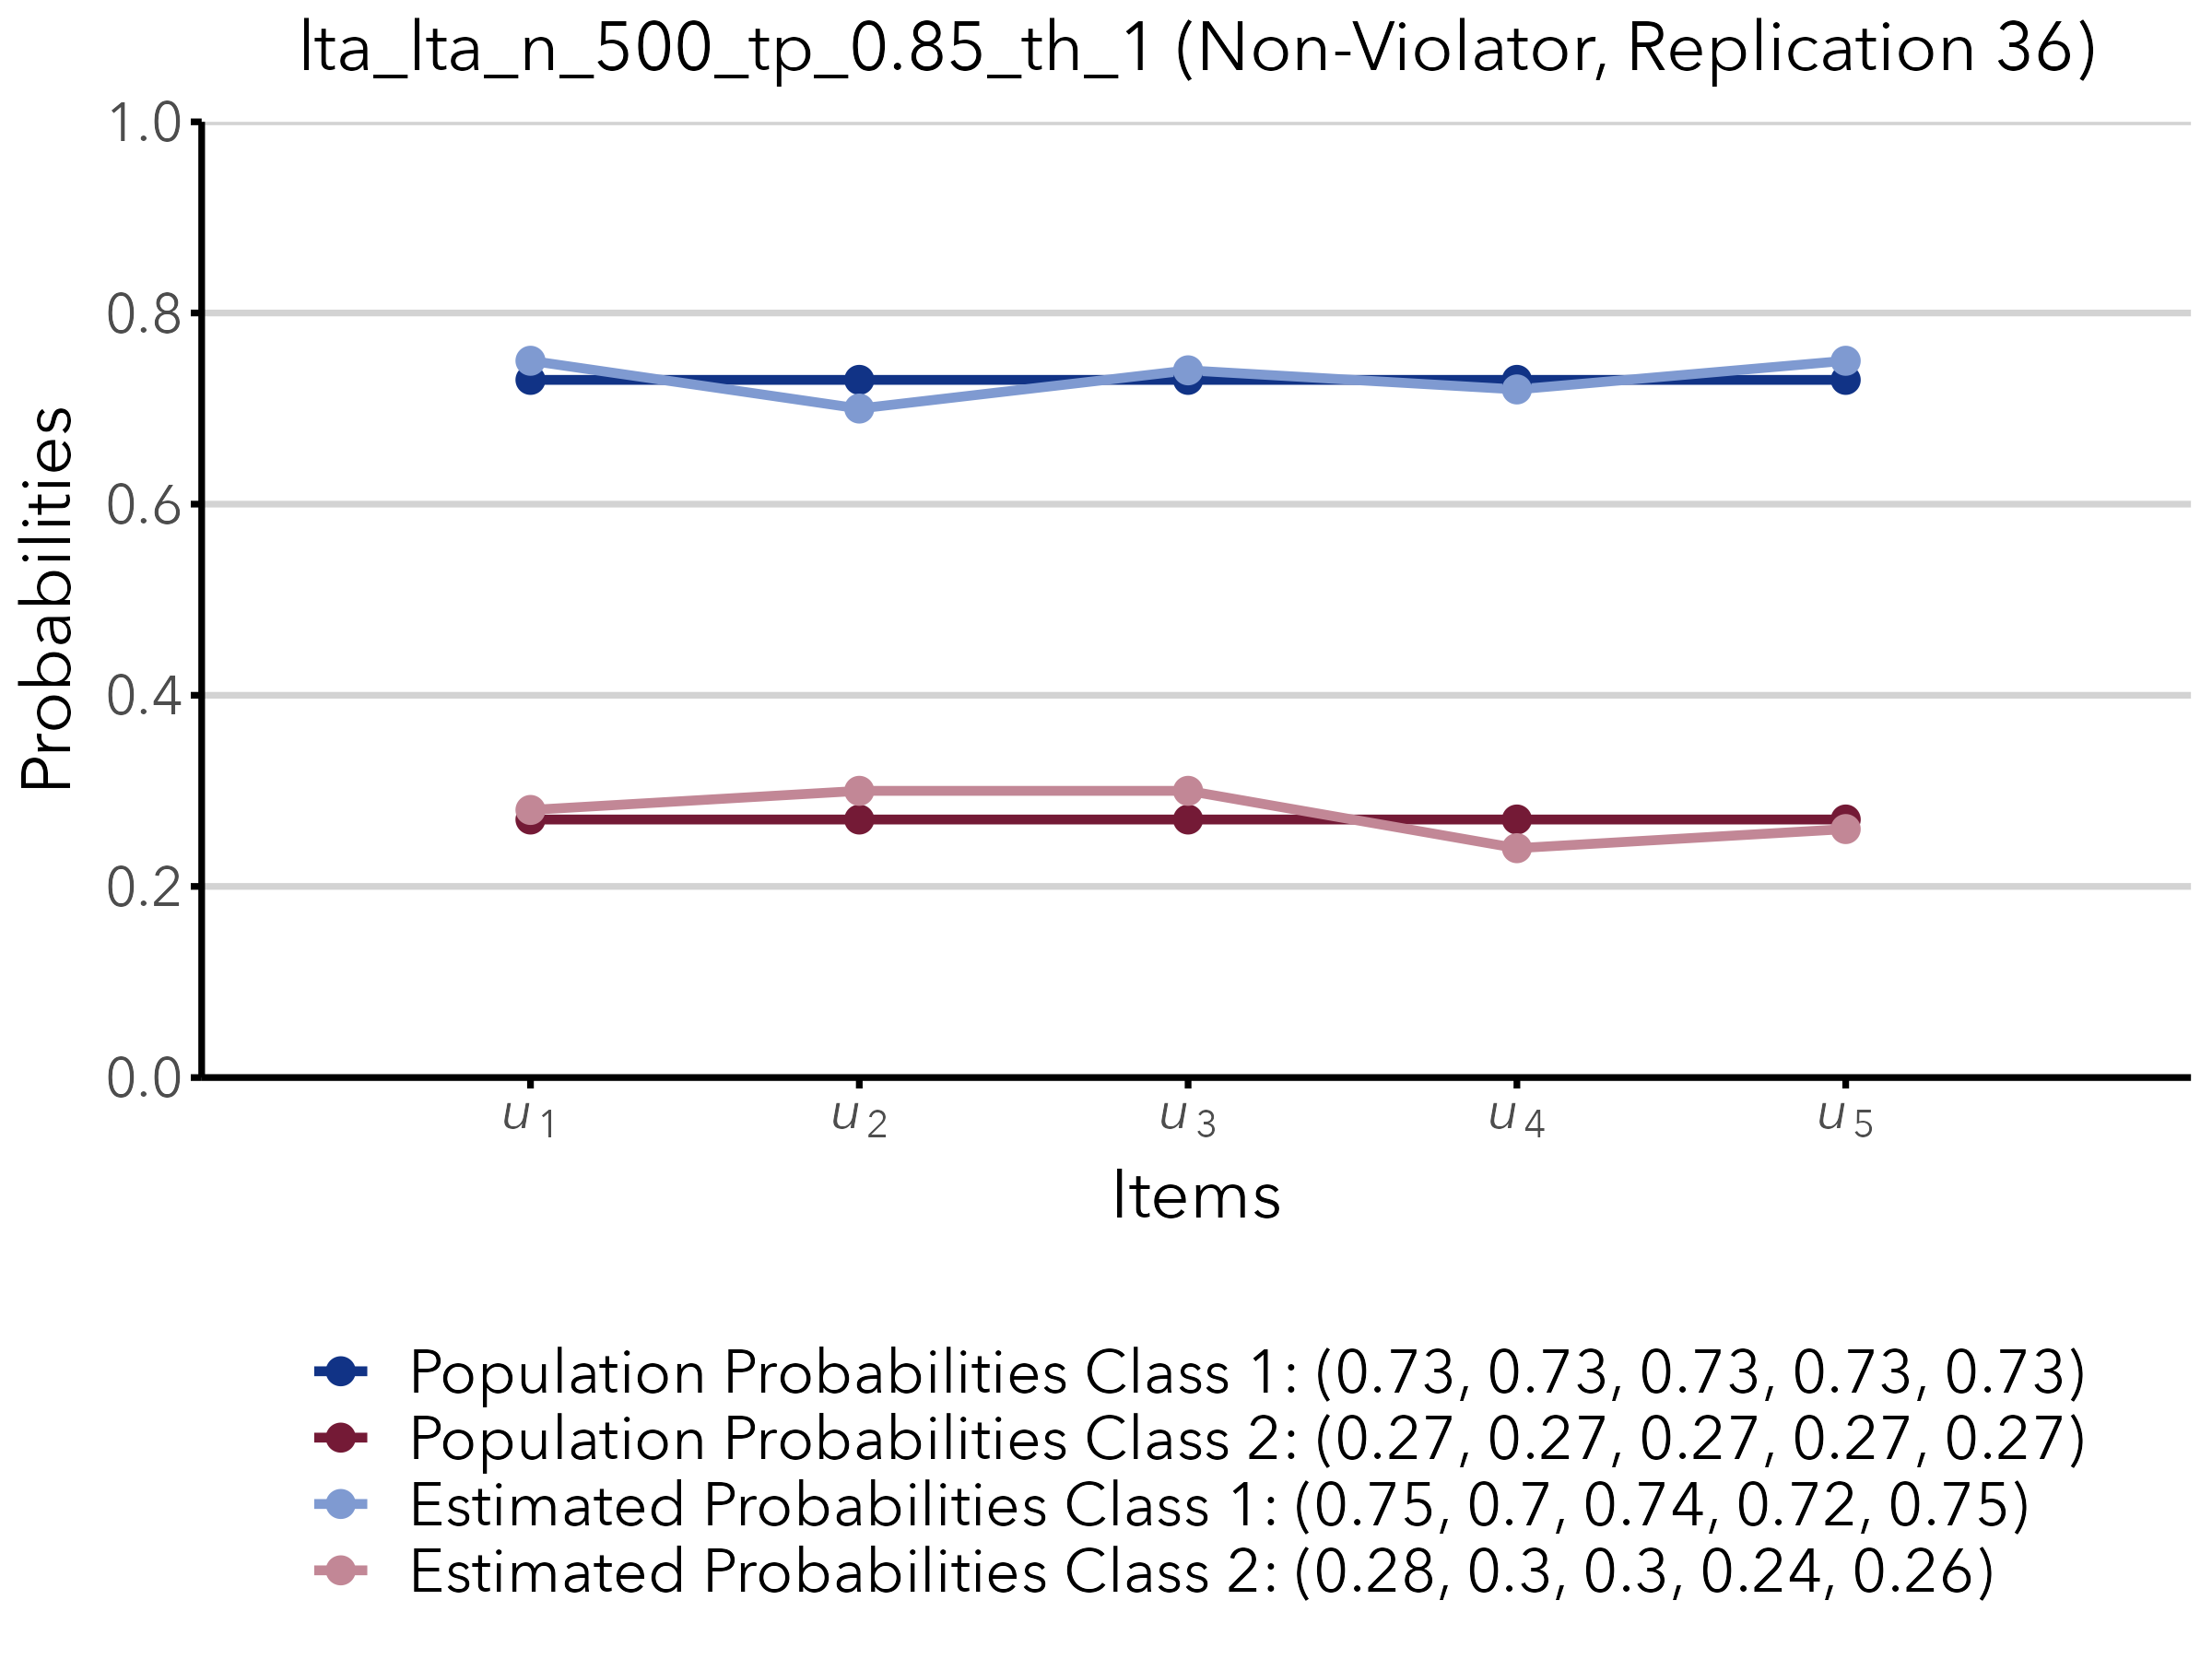 lta_lta_n_500_tp_0.85_th_1 (Non-Violator, Replication 36)
1.0
0.8
0.6
0.4
0.2
0.0
Probabilities
u1 u2 u3 u4 u5
Items
Population Probabilities Class 1: (0.73, 0.73, 0.73, 0.73, 0.73)
Population Probabilities Class 2: (0.27, 0.27, 0.27, 0.27, 0.27)
Estimated Probabilities Class 1: (0.75, 0.7, 0.74, 0.72, 0.75)
Estimated Probabilities Class 2: (0.28, 0.3, 0.3, 0.24, 0.26)